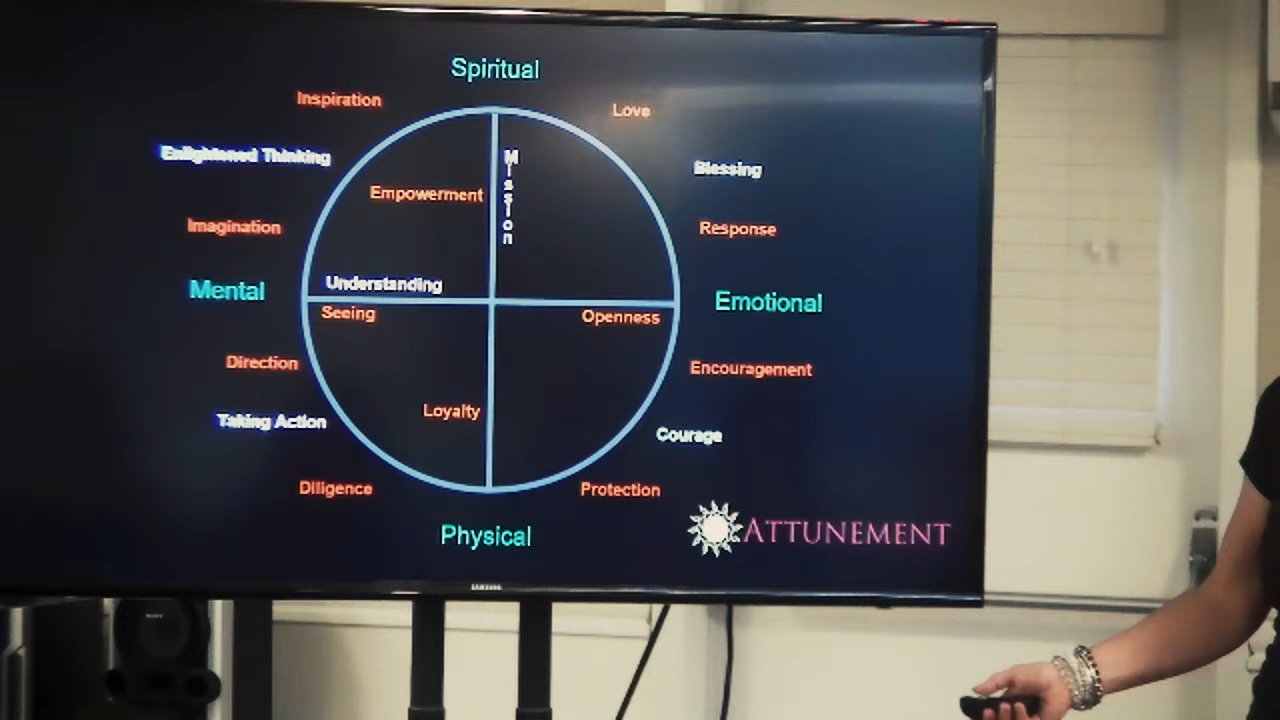 Spiritual
Inspiration
Love
Enlightened Thinking
Mission
Blessing
Empowerment
Imagination
Response
Understanding
Mental
Emotional
Seeing
Openness
Direction
Encouragement
Loyalty
Taking Action
Courage
Diligence
Protection
Physical
ATTUNEMENT
SAMSUNG